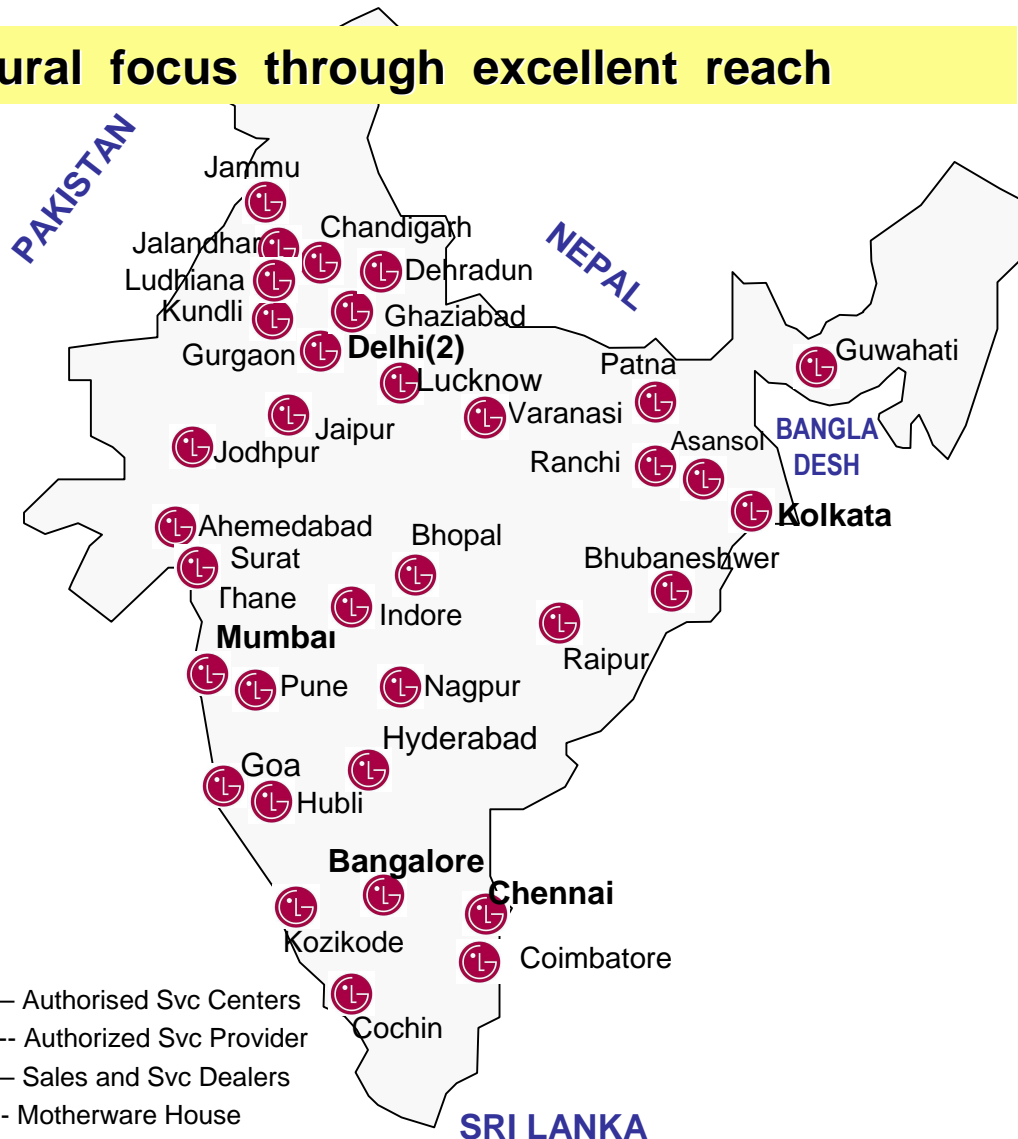 ural focus through excellent reach
PAKISTAN
Jammu
Chandigarh
Jalandhar
NEPAL
Ludhiana
Dehradun
Kundli
Ghaziabad
Gurgaon
Delhi(2)
Guwahati
Patna
Lucknow
Varanasi
Jaipur
Asansol
BANGLA
DESH
Jodhpur
Ranchi
Kolkata
Ahemedabad
Bhopal
Surat
Bhubaneshwer
Thane
Indore
Mumbai
Raipur
Pune
Nagpur
Hyderabad
Goa
Hubli
Bangalore
Chennai
Kozikode
Coimbatore
– Authorised Svc Centers
Cochin
-- Authorized Svc Provider
– Sales and Svc Dealers
- Motherware House
SRI LANKA